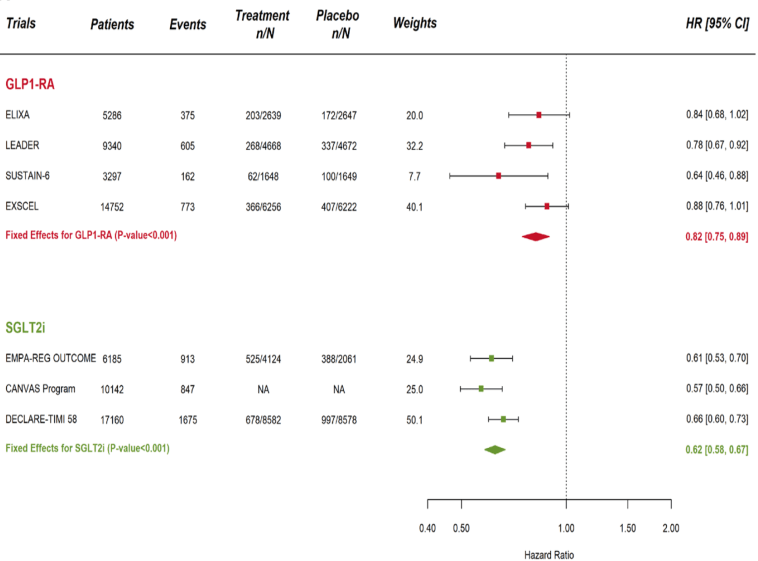 Trials Patients Events Treatment n/N Placebo n/N Weights HR [95% CI]
GLP1-RA
ELIXA 5286 375 203/2639 172/2647 20.0 0.84 [0.68, 1.02]
LEADER 9340 605 268/4668 337/4672 32.2 0.78 [0.67, 0.92]
SUSTAIN-6 3297 162 62/1648 100/1649 7.7 0.64 [0.46, 0.88]
EXSCEL 14752 773 366/6256 407/6222 40.1 0.88 [0.76, 1.01]
Fixed Effects for GLP1-RA (P-value<0.001) 0.82 [0.75, 0.89]
SGLT2i
EMPA-REG OUTCOME 6185 913 525/4124 388/2061 24.9 0.61 [0.53, 0.70]
CANVAS Program 10142 847 NA NA 25.0 0.57 [0.50, 0.66]
DECLARE-TIMI 58 17160 1675 678/8582 997/8578 50.1 0.66 [0.60, 0.73]
Fixed Effects for SGLT2i (P-value<0.001) 0.62 [0.58, 0.67]
0.40 0.50 1.00 1.50 2.00
Hazard Ratio